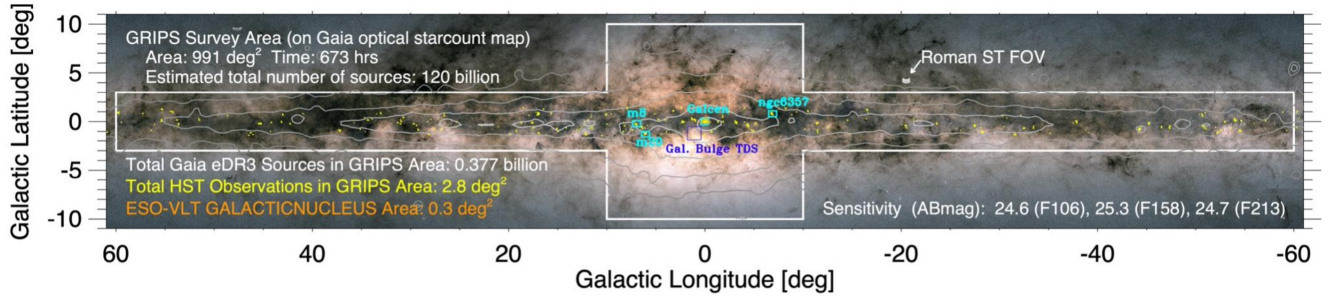 GRIPS Survey Area (on Gaia optical starcount map)
Area: 991 deg² Time: 673 hrs
Estimated total number of sources: 120 billion
Roman ST FOV
ngc6357
Galcen
m8
m20
Gal. Bulge TDS
Total Gaia eDR3 Sources in GRIPS Area: 0.377 billion
Total HST Observations in GRIPS Area: 2.8 deg²
ESO-VLT GALACTICNUCLEUS Area: 0.3 deg²
Sensitivity (ABmag): 24.6 (F106), 25.3 (F158), 24.7 (F213)
Galactic Latitude [deg]
10
5
0
-5
-10
60
40
20
0
-20
-40
-60
Galactic Longitude [deg]